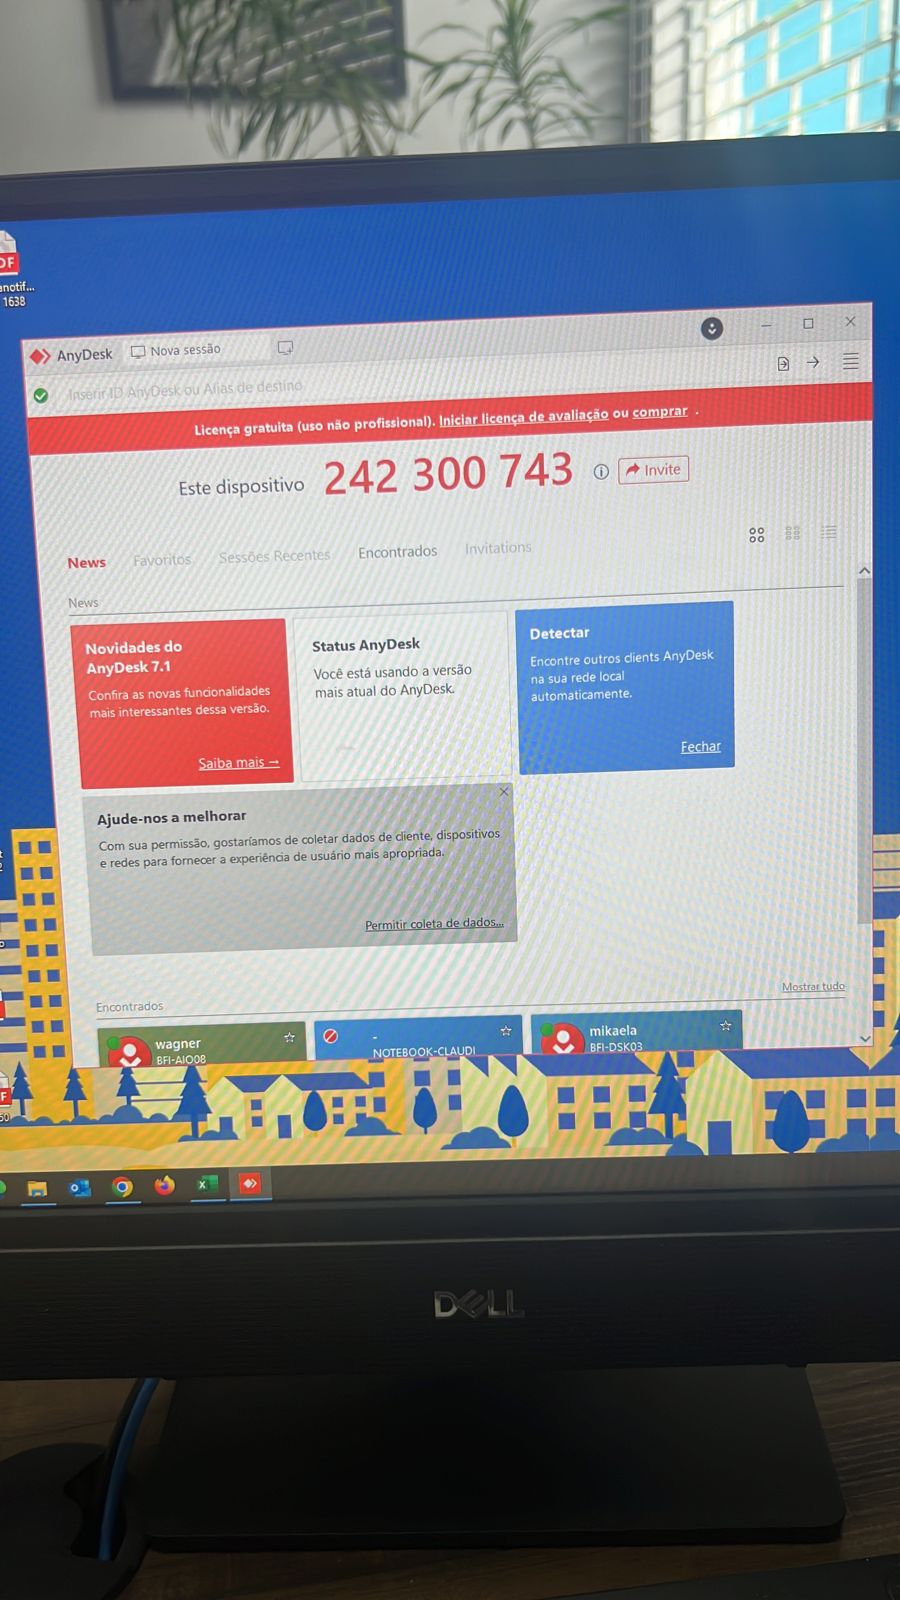 1638
AnyDesk
Nova sessão
Inserir ID AnyDesk ou Alias de destino
Licença gratuita (uso não profissional). Iniciar licença de avaliação ou comprar .
Este dispositivo 242 300 743 Invite
News Favoritos Sessões Recentes Encontrados Invitations
News
Novidades do
AnyDesk 7.1
Confira as novas funcionalidades
mais interessantes dessa versão.
Saiba mais →
Status AnyDesk
Você está usando a versão
mais atual do AnyDesk.
Detectar
Encontre outros clients AnyDesk
na sua rede local
automaticamente.
Fechar
Ajude-nos a melhorar
Com sua permissão, gostaríamos de coletar dados de cliente, dispositivos
e redes para fornecer a experiência de usuário mais apropriada.
Permitir coleta de dados...
Mostrar tudo
Encontrados
wagner
BFI-AIO08
-
NOTEBOOK-CLAUDI
mikaela
BFI-DSK03
DELL